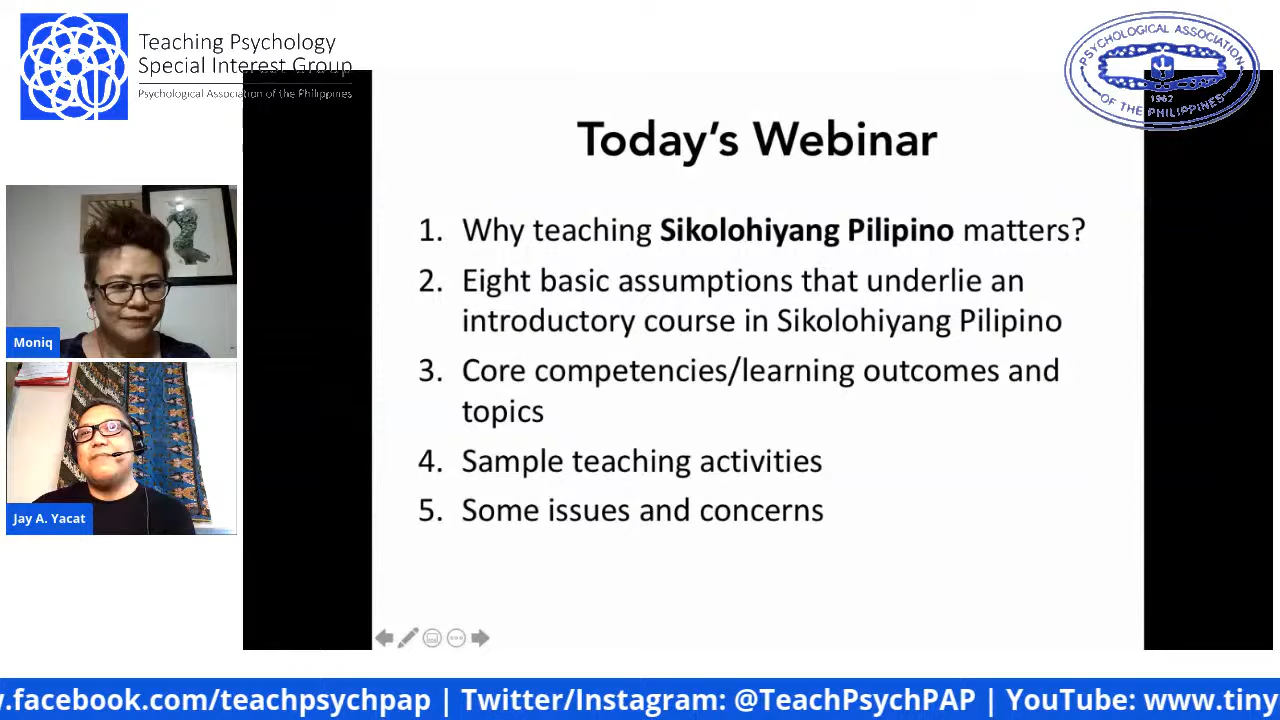 Teaching Psychology
Special Interest Group
Psychological Association of the Philippines
PSYCHOLOGICAL ASSOCIATION
OF THE PHILIPPINES
1962
Today's Webinar
1. Why teaching Sikolohiyang Pilipino matters?
2. Eight basic assumptions that underlie an
introductory course in Sikolohiyang Pilipino
3. Core competencies/learning outcomes and
topics
4. Sample teaching activities
5. Some issues and concerns
Moniq
Jay A. Yacat
.facebook.com/teachpsychpap | Twitter/Instagram: @TeachPsychPAP | YouTube: www.tiny